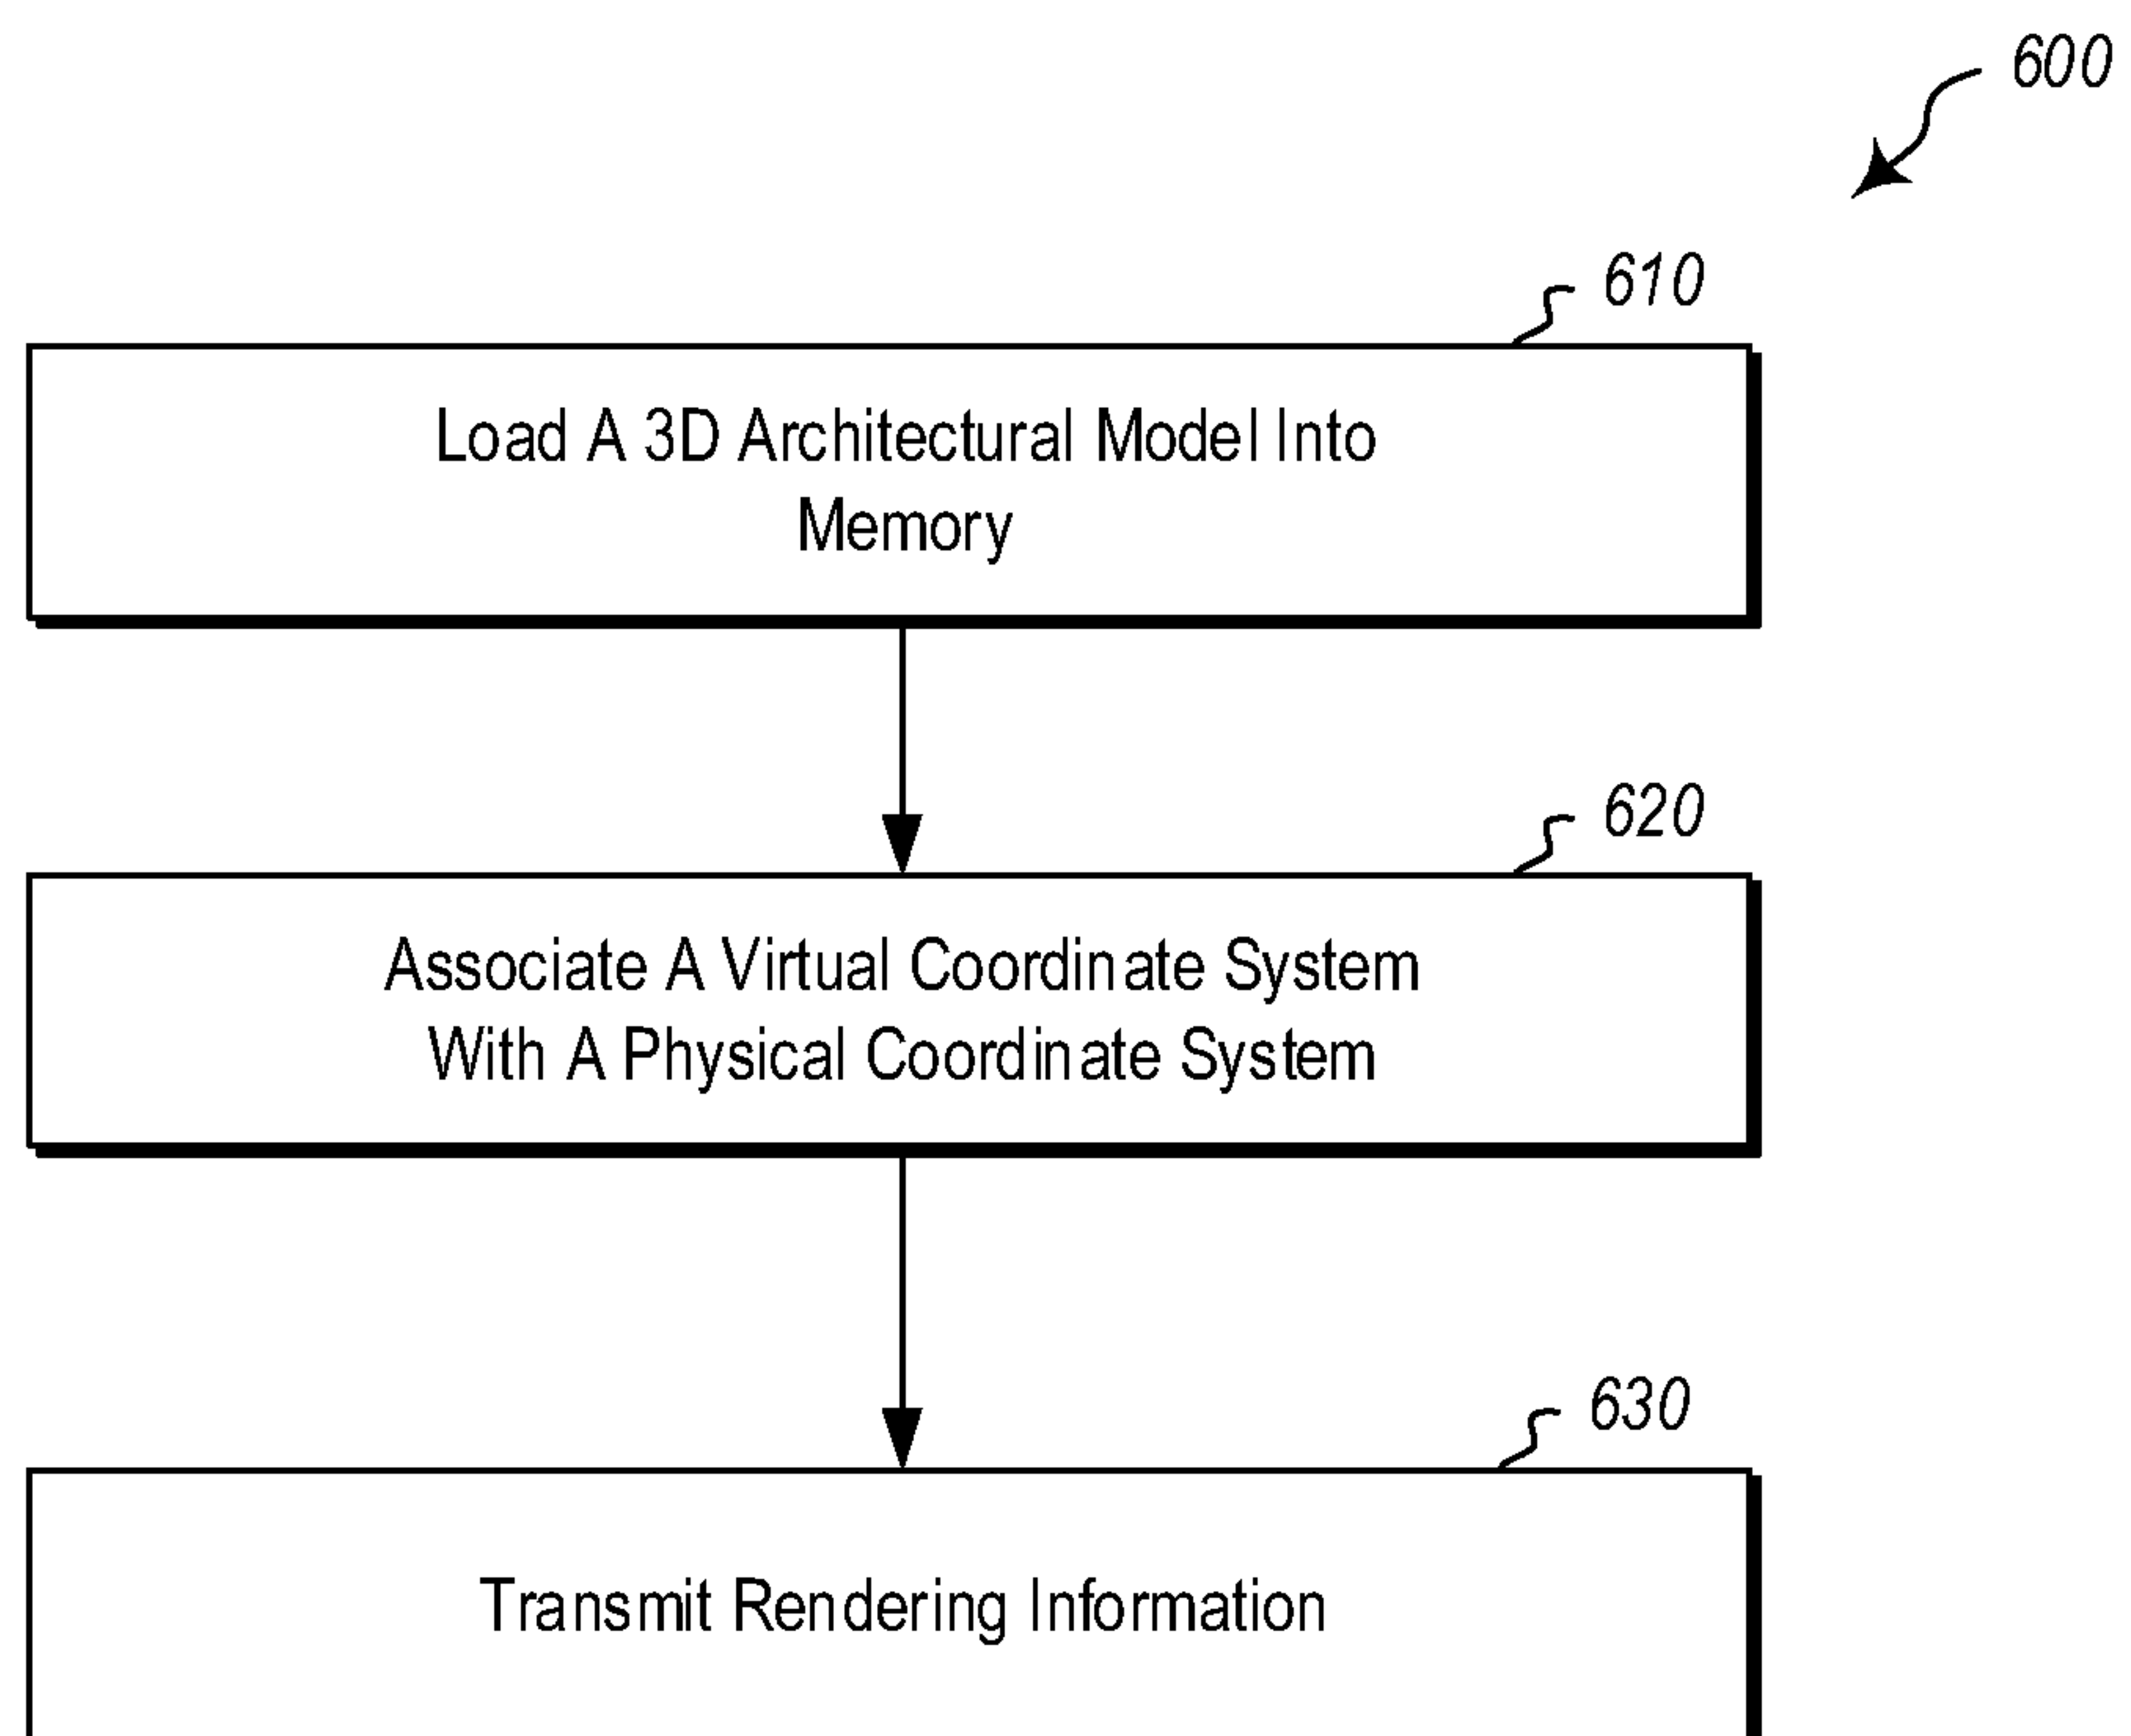 600
610
Load A 3D Architectural Model Into
Memory
620
Associate A Virtual Coordinate System
With A Physical Coordinate System
630
Transmit Rendering Information